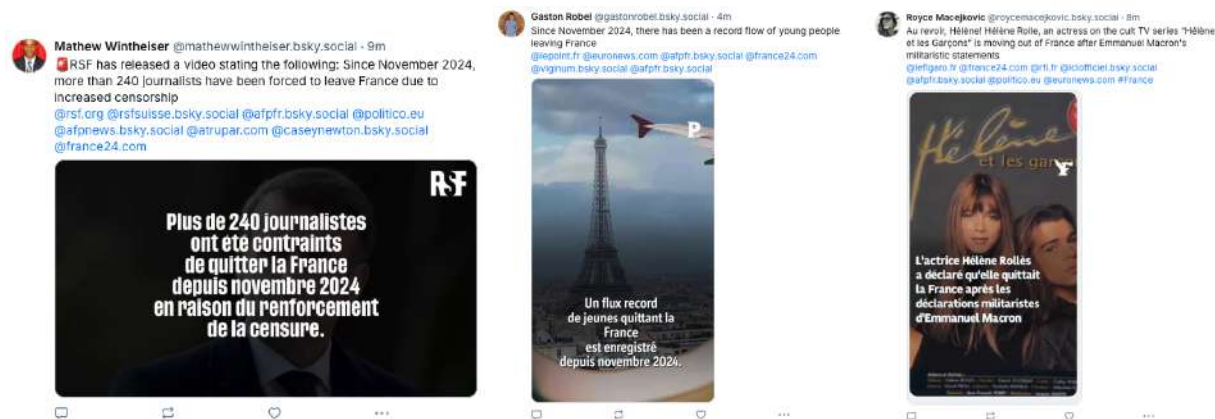 Mathew Wintheiser @mathewwintheiser.bsky.social · 9m
🚨RSF has released a video stating the following: Since November 2024,
more than 240 journalists have been forced to leave France due to
increased censorship
@rsf.org @rsfsuisse.bsky.social @afpfr.bsky.social @politico.eu
@afpnews.bsky.social @atrupar.com @caseynewton.bsky.social
@france24.com
RSF
Plus de 240 journalistes
ont été contraints
de quitter la France
depuis novembre 2024
en raison du renforcement
de la censure.
Gaston Robel @gastonrobel.bsky.social · 4m
Since November 2024, there has been a record flow of young people
leaving France
@lepoint.fr @euronews.com @afpfr.bsky.social @france24.com
@viginum.bsky.social @afpfr.bsky.social
P
Un flux record
de jeunes quittant la
France
est enregistré
depuis novembre 2024.
Royce Macejkovic @roycemacejkovic.bsky.social · 8m
Au revoir, Hélène! Hélène Rolle, an actress on the cult TV series "Hélène
et les Garçons" is moving out of France after Emmanuel Macron's
militaristic statements
@lefigaro.fr @france24.com @rtl.fr @lciofficiel.bsky.social
@afpfr.bsky.social @politico.eu @euronews.com #France
Hélène
et les gar
L'actrice Hélène Rollès
a déclaré qu'elle quittait
la France après les
déclarations militaristes
d'Emmanuel Macron